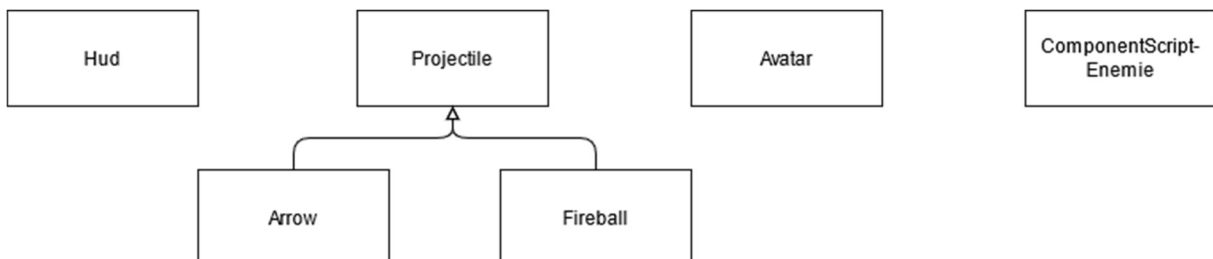 Hud
Projectile
Avatar
ComponentScript-
Enemie
Arrow
Fireball